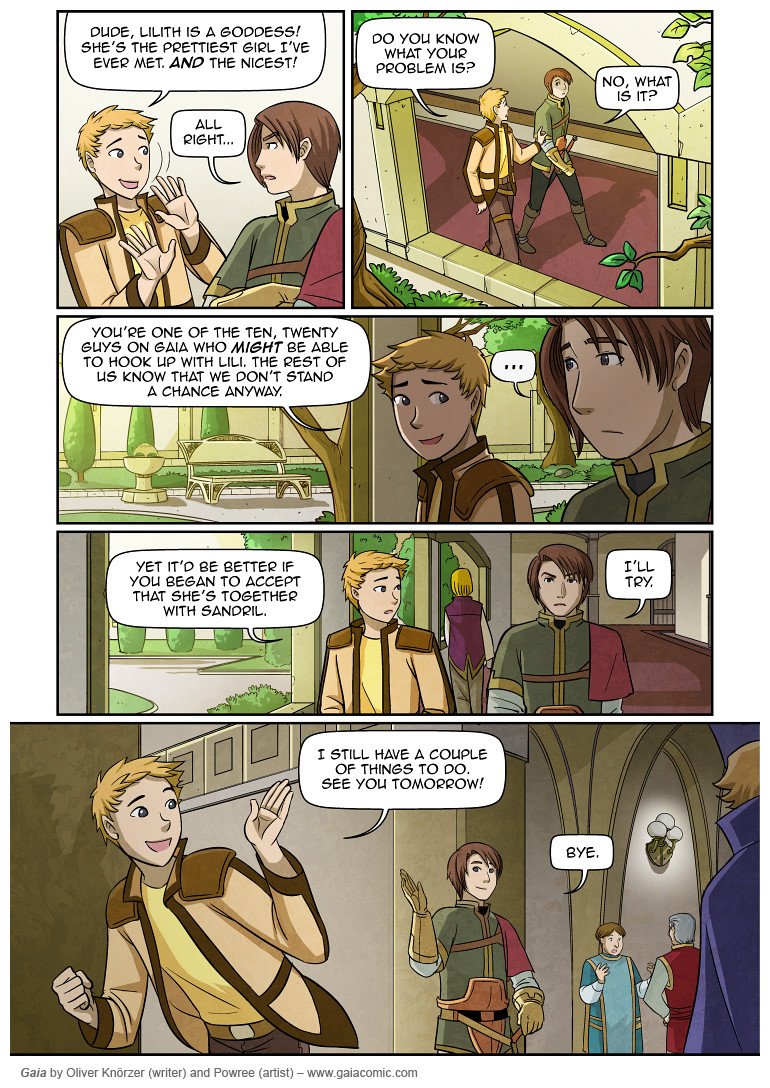 DUDE, LILITH IS A GODDESS!
SHE'S THE PRETTIEST GIRL I'VE
EVER MET. AND THE NICEST!
ALL
RIGHT...
DO YOU KNOW
WHAT YOUR
PROBLEM IS?
NO, WHAT
IS IT?
YOU'RE ONE OF THE TEN, TWENTY
GUYS ON GAIA WHO MIGHT BE ABLE
TO HOOK UP WITH LILI. THE REST OF
US KNOW THAT WE DON'T STAND
A CHANCE ANYWAY.
...
YET IT'D BE BETTER IF
YOU BEGAN TO ACCEPT
THAT SHE'S TOGETHER
WITH SANDRIL.
I'LL
TRY.
I STILL HAVE A COUPLE
OF THINGS TO DO.
SEE YOU TOMORROW!
BYE.
Gaia by Oliver Knörzer (writer) and Powree (artist) – www.gaiacomic.com